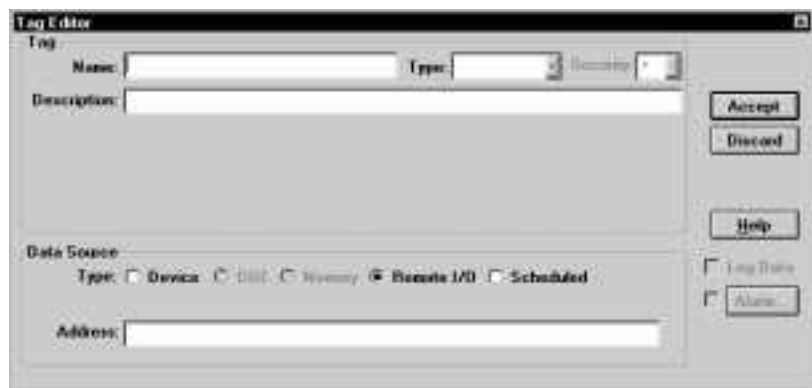 Tag Editor
Tag
Name: Type: Security *
Description:
Accept
Discard
Help
Data Source
Type: Device DDE Memory Remote I/O Scheduled
Log Data
Alarm...
Address: